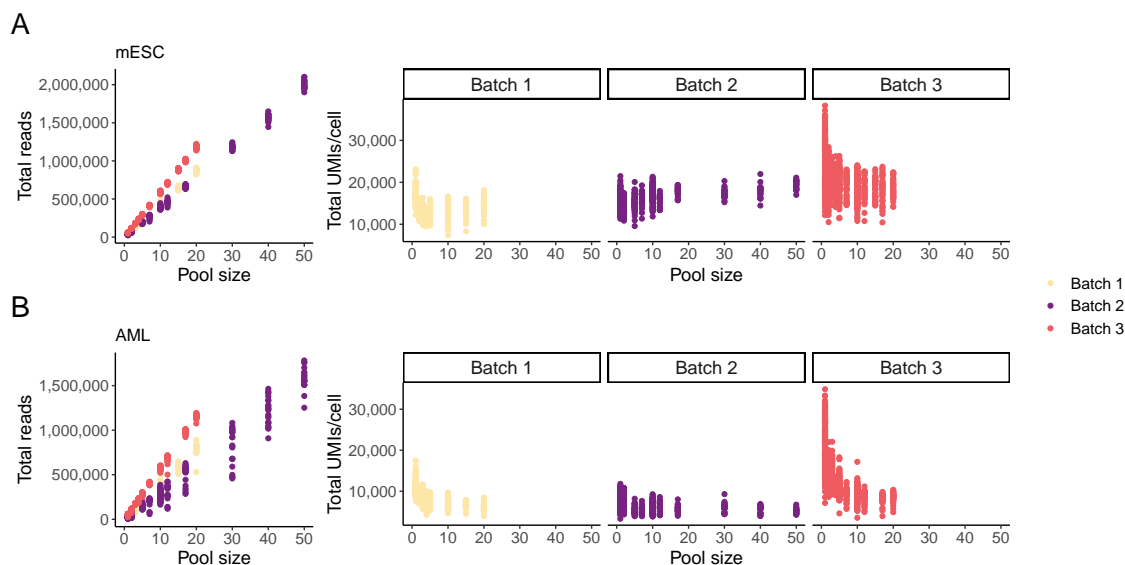 A
mESC
Total reads
2,000,000
1,500,000
1,000,000
500,000
0
0 10 20 30 40 50
Pool size
Total UMIs/cell
30,000
20,000
10,000
Batch 1 Batch 2 Batch 3
0 10 20 30 40 50 0 10 20 30 40 50 0 10 20 30 40 50
Pool size
Batch 1
Batch 2
Batch 3
B
AML
Total reads
1,500,000
1,000,000
500,000
0
0 10 20 30 40 50
Pool size
Total UMIs/cell
30,000
20,000
10,000
Batch 1 Batch 2 Batch 3
0 10 20 30 40 50 0 10 20 30 40 50 0 10 20 30 40 50
Pool size